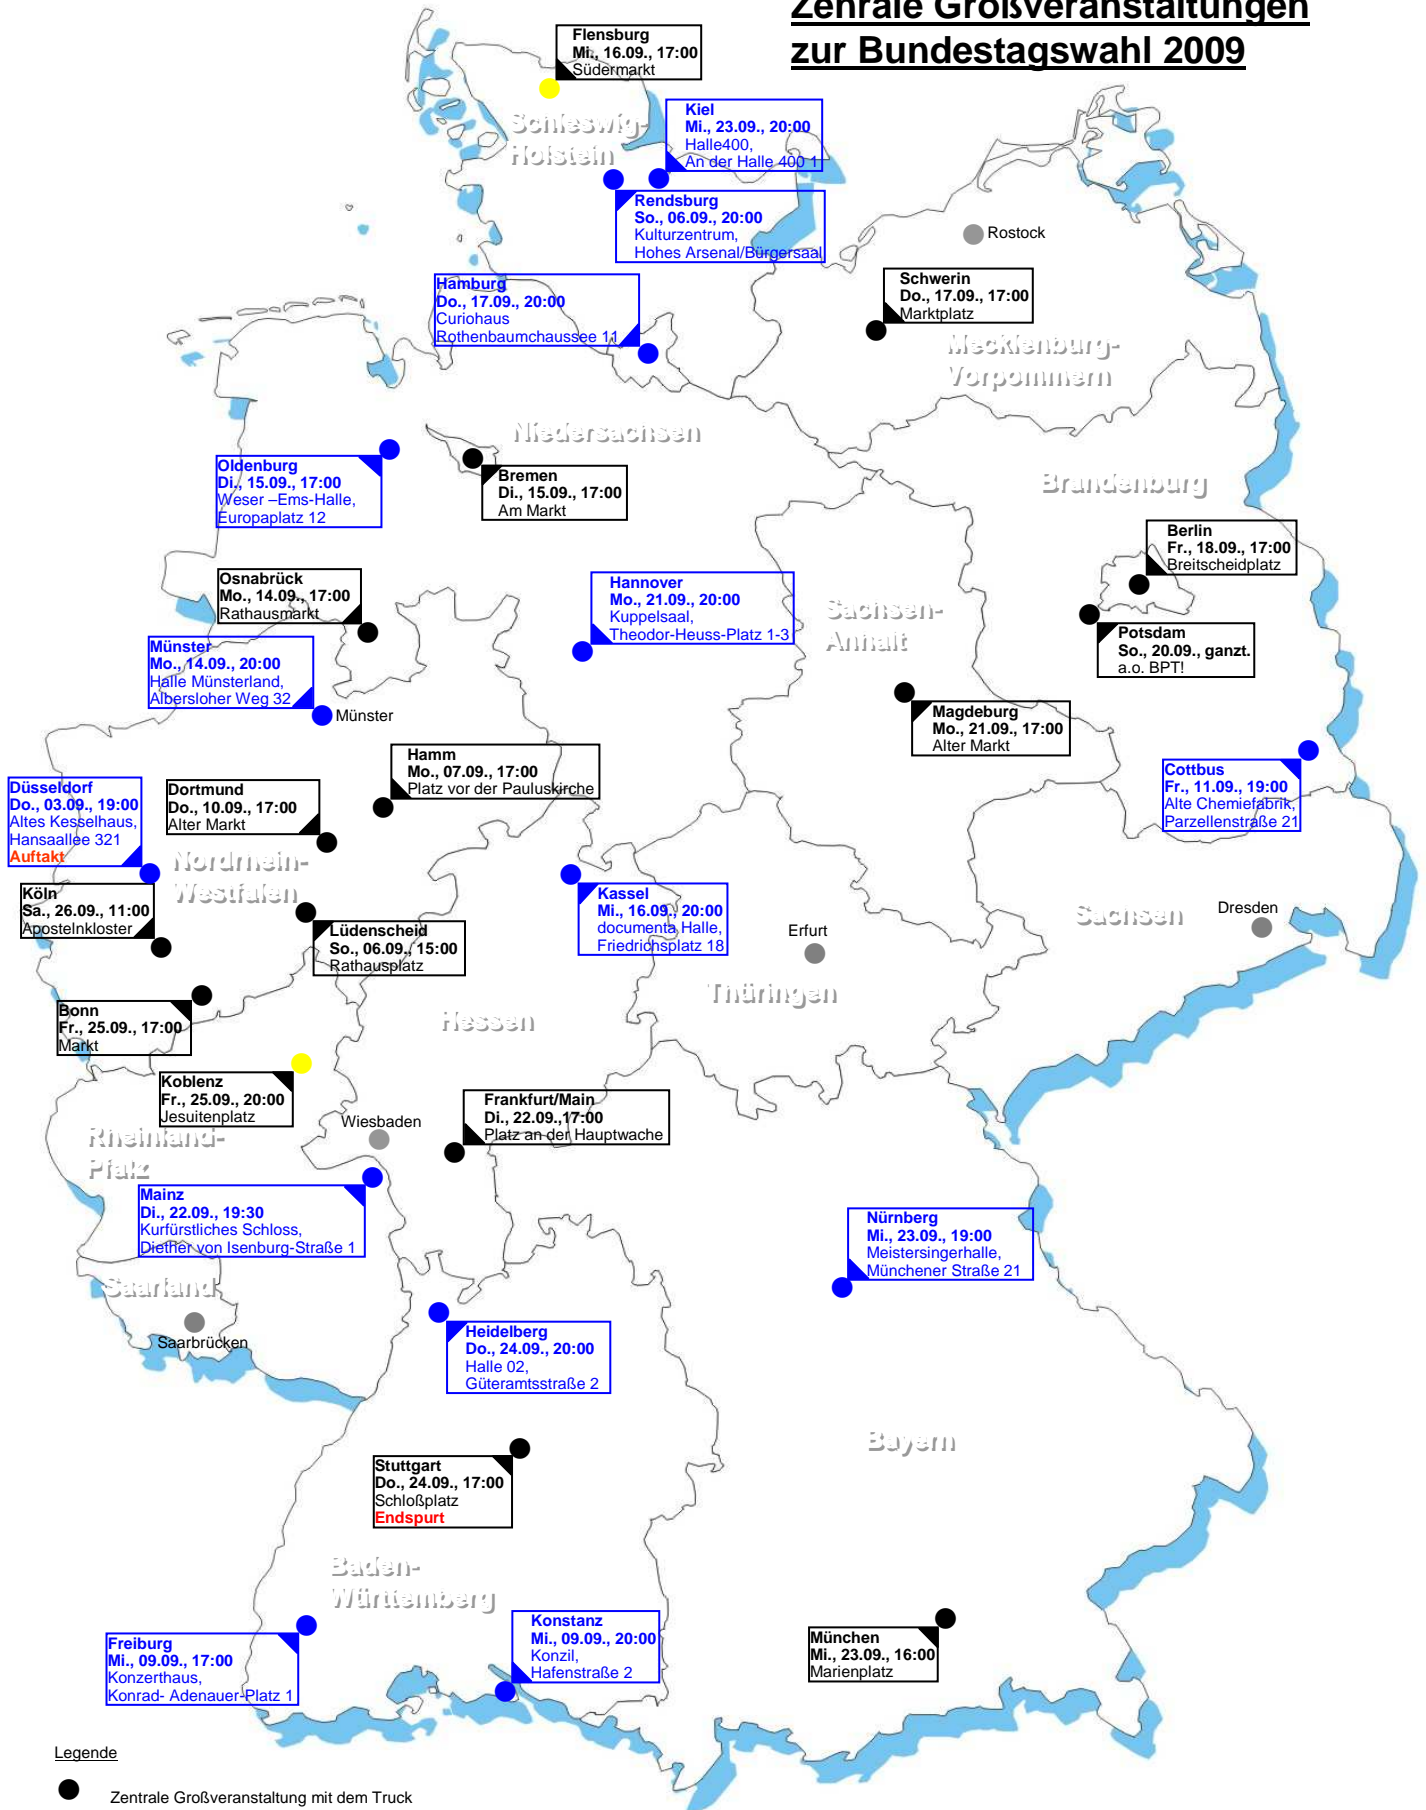 Zenrale Großveranstaltungen
zur Bundestagswahl 2009
Flensburg
Mi., 16.09., 17:00
Südermarkt
Schleswig-
Holstein
Kiel
Mi., 23.09., 20:00
Halle400,
An der Halle 400 1
Rendsburg
So., 06.09., 20:00
Kulturzentrum,
Hohes Arsenal/Bürgersaal
Rostock
Hamburg
Do., 17.09., 20:00
Curiohaus
Rothenbaumchaussee 11
Schwerin
Do., 17.09., 17:00
Marktplatz
Mecklenburg-
Vorpommern
Niedersachsen
Oldenburg
Di., 15.09., 17:00
Weser –Ems-Halle,
Europaplatz 12
Bremen
Di., 15.09., 17:00
Am Markt
Brandenburg
Berlin
Fr., 18.09., 17:00
Breitscheidplatz
Osnabrück
Mo., 14.09., 17:00
Rathausmarkt
Hannover
Mo., 21.09., 20:00
Kuppelsaal,
Theodor-Heuss-Platz 1-3
Sachsen-
Anhalt
Potsdam
So., 20.09., ganzt.
a.o. BPT!
Münster
Mo., 14.09., 20:00
Halle Münsterland,
Albersloher Weg 32
Münster
Magdeburg
Mo., 21.09., 17:00
Alter Markt
Hamm
Mo., 07.09., 17:00
Platz vor der Pauluskirche
Cottbus
Fr., 11.09., 19:00
Alte Chemiefabrik,
Parzellenstraße 21
Düsseldorf
Do., 03.09., 19:00
Altes Kesselhaus,
Hansaallee 321
Auftakt
Dortmund
Do., 10.09., 17:00
Alter Markt
Nordrhein-
Westfalen
Köln
Sa., 26.09., 11:00
Apostelnkloster
Kassel
Mi., 16.09., 20:00
documenta Halle,
Friedrichsplatz 18
Sachsen
Dresden
Erfurt
Lüdenscheid
So., 06.09., 15:00
Rathausplatz
Thüringen
Bonn
Fr., 25.09., 17:00
Markt
Hessen
Koblenz
Fr., 25.09., 20:00
Jesuitenplatz
Wiesbaden
Frankfurt/Main
Di., 22.09.,17:00
Platz an der Hauptwache
Rheinland-
Pfalz
Mainz
Di., 22.09., 19:30
Kurfürstliches Schloss,
Diether von Isenburg-Straße 1
Nürnberg
Mi., 23.09., 19:00
Meistersingerhalle,
Münchener Straße 21
Saarland
Saarbrücken
Heidelberg
Do., 24.09., 20:00
Halle 02,
Güteramtsstraße 2
Bayern
Stuttgart
Do., 24.09., 17:00
Schloßplatz
Endspurt
Baden-
Württemberg
Konstanz
Mi., 09.09., 20:00
Konzil,
Hafenstraße 2
Freiburg
Mi., 09.09., 17:00
Konzerthaus,
Konrad- Adenauer-Platz 1
München
Mi., 23.09., 16:00
Marienplatz
Legende
Zentrale Großveranstaltung mit dem Truck